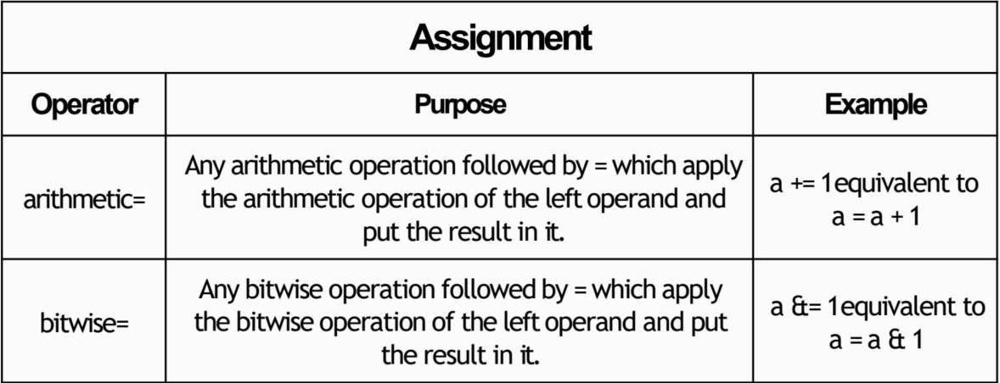 Assignment
Operator Purpose Example
arithmetic=
Any arithmetic operation followed by = which apply
the arithmetic operation of the left operand and
put the result in it.
a += 1equivalent to
a = a + 1
bitwise=
Any bitwise operation followed by = which apply
the bitwise operation of the left operand and put
the result in it.
a &= 1equivalent to
a = a & 1